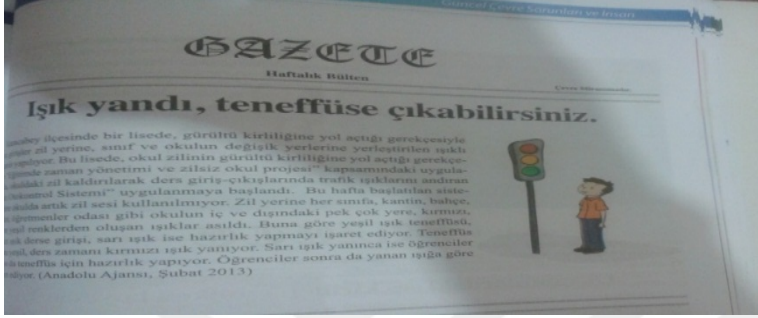 Güncel Çevre Sorunları ve İnsan
GAZETE
Haftalık Bülten
Işık yandı, teneffüse çıkabilirsiniz.
ilçesinde bir lisede, gürültü kirliliğine yol açtığı gerekçesiyle
zil yerine, sınıf ve okulun değişik yerlerine yerleştirilen ışıklı
Bu lisede, okul zilinin gürültü kirliliğine yol açtığı gerekçe-
zaman yönetimi ve zilsiz okul projesi" kapsamındaki uygula-
zil kaldırılarak ders giriş-çıkışlarında trafik ışıklarını andıran
Sistemi" uygulanmaya başlandı. Bu hafta başlatılan siste-
artık zil sesi kullanılmıyor. Zil yerine her sınıfa, kantin, bahçe,
öğretmenler odası gibi okulun iç ve dışındaki pek çok yere, kırmızı,
renklerden oluşan ışıklar asıldı. Buna göre yeşil ışık teneffüsü,
derse girişi, sarı ışık ise hazırlık yapmayı işaret ediyor. Teneffüs
ders zamanı kırmızı ışık yanıyor. Sarı ışık yanınca ise öğrenciler
teneffüs için hazırlık yapıyor. Öğrenciler sonra da yanan ışığa göre
(Anadolu Ajansı, Şubat 2013)